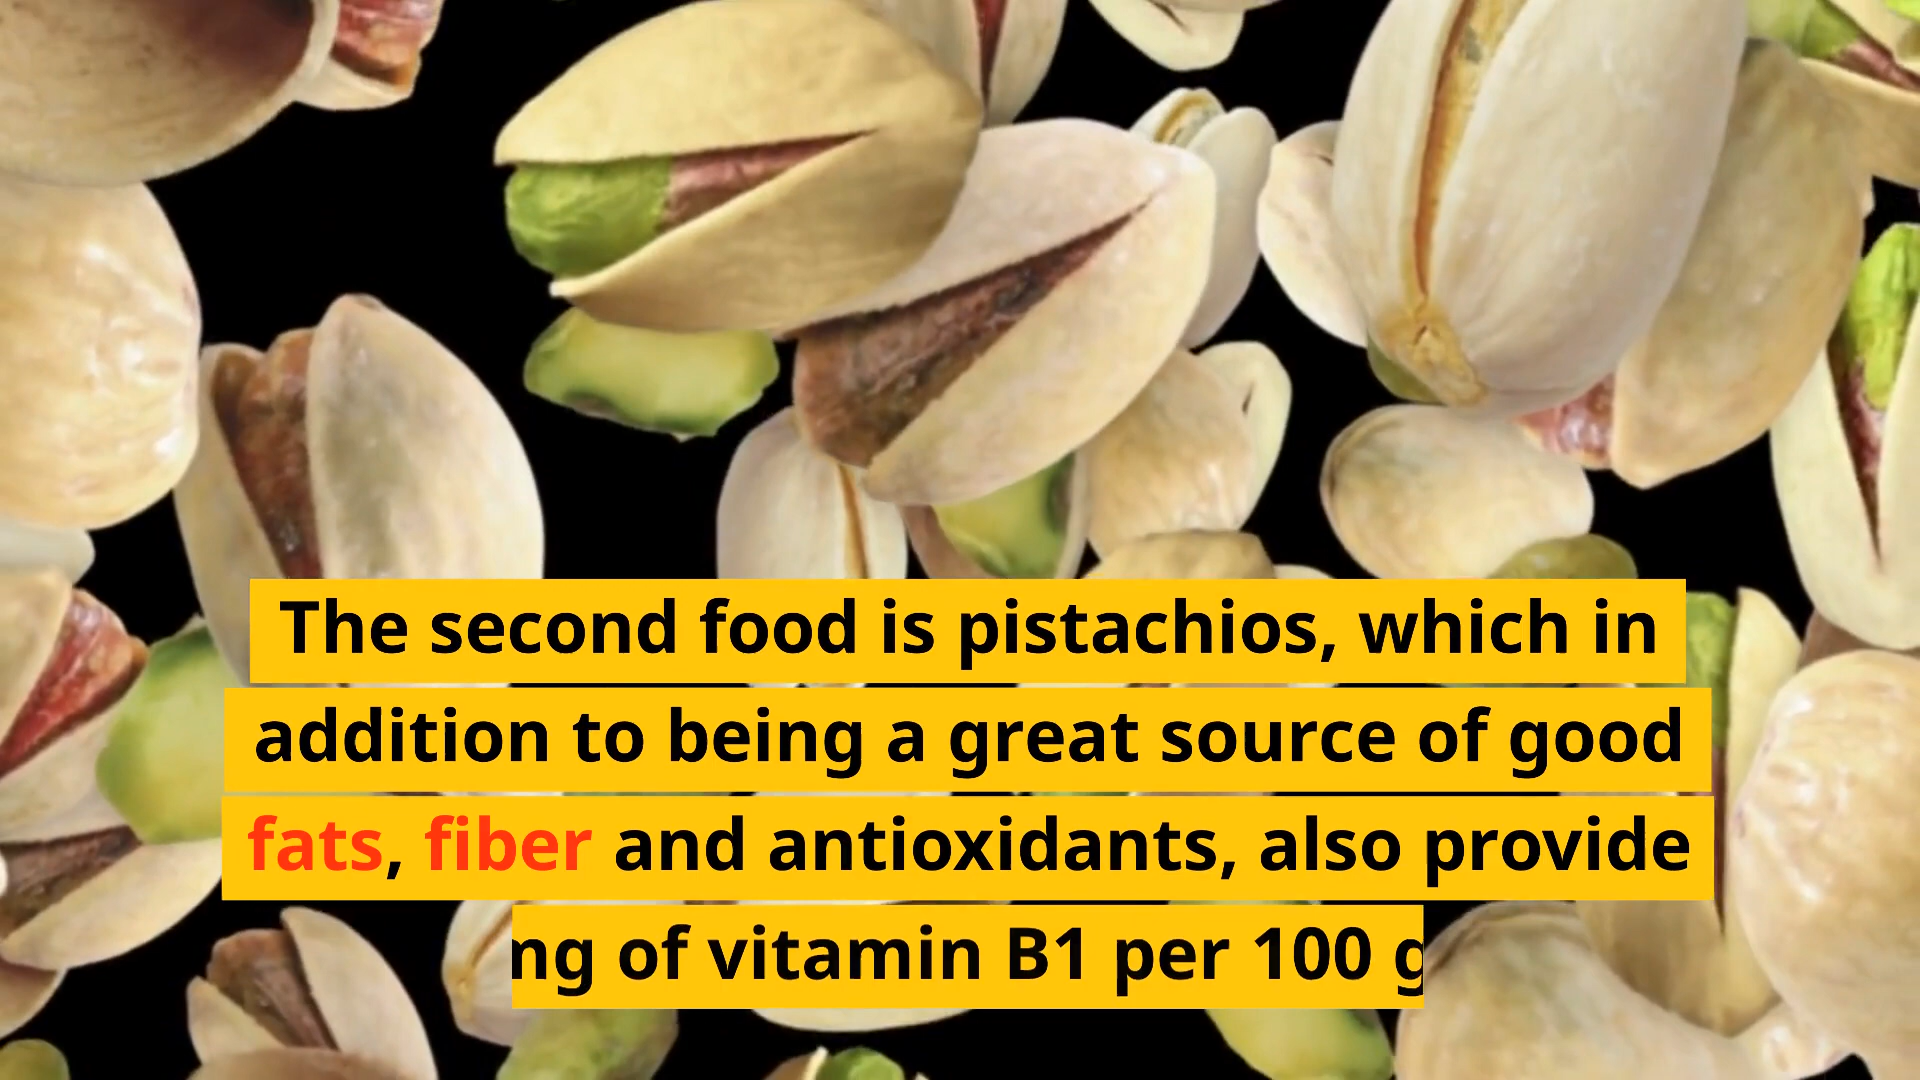 The second food is pistachios, which in
addition to being a great source of good
fats, fiber and antioxidants, also provide
of vitamin B1 per 100